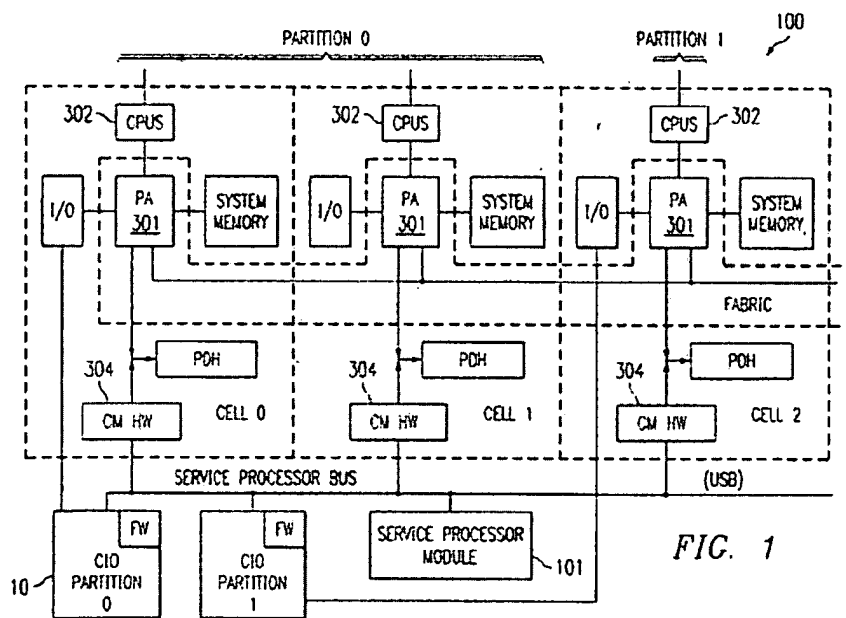 PARTITION 0
PARTITION 1
100
302
CPUS
302
CPUS
CPUS
302
I/O
PA
301
SYSTEM
MEMORY
I/O
PA
301
SYSTEM
MEMORY
I/O
PA
301
SYSTEM
MEMORY
FABRIC
PDH
PDH
PDH
304
CM HW
CELL 0
304
CM HW
CELL 1
304
CM HW
CELL 2
SERVICE PROCESSOR BUS
(USB)
10
FW
CIO
PARTITION
0
FW
CIO
PARTITION
1
SERVICE PROCESSOR
MODULE
101
FIG. 1